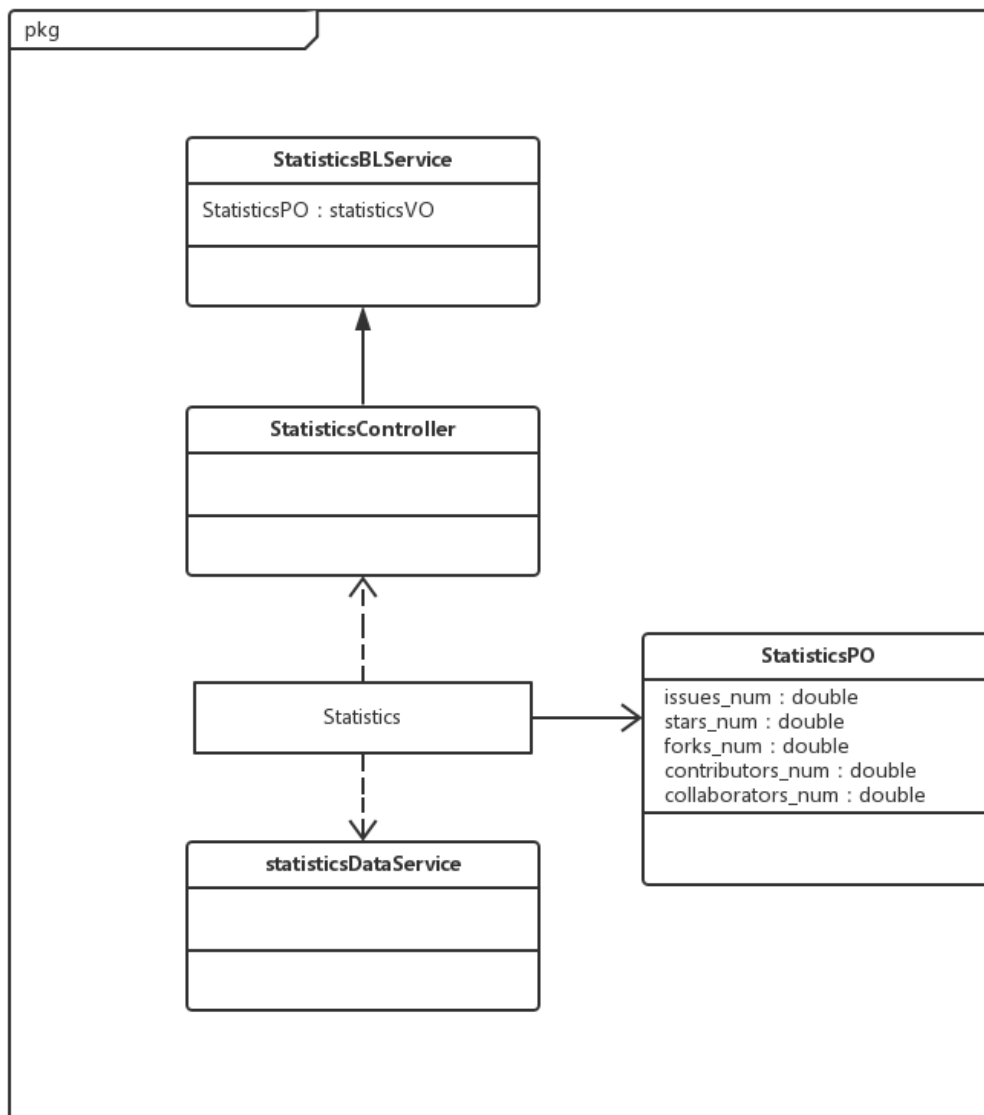 pkg
StatisticsBLService
StatisticsPO : statisticsVO
StatisticsController
Statistics
StatisticsPO
issues_num : double
stars_num : double
forks_num : double
contributors_num : double
collaborators_num : double
statisticsDataService